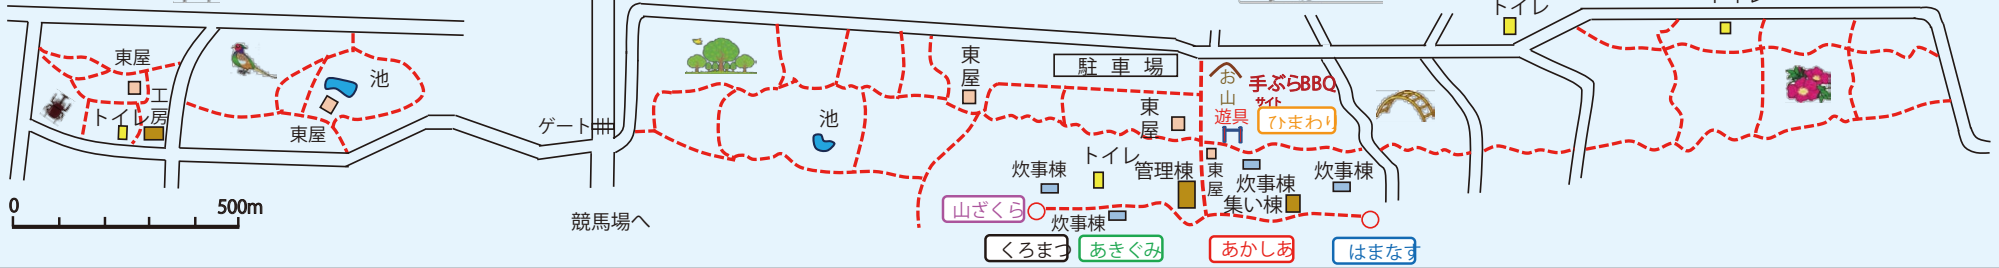 トイレ
東屋
池
工房
トイレ
東屋
ゲート
0 500m
競馬場へ
池
東屋
駐車場
お山
手ぶらBBQ
サイト
遊具
ひまわり
東屋
トイレ
炊事棟
管理棟
東屋
炊事棟
炊事棟
集い棟
山ざくら
炊事棟
くろまつ
あきぐみ
あかしあ
はまなす